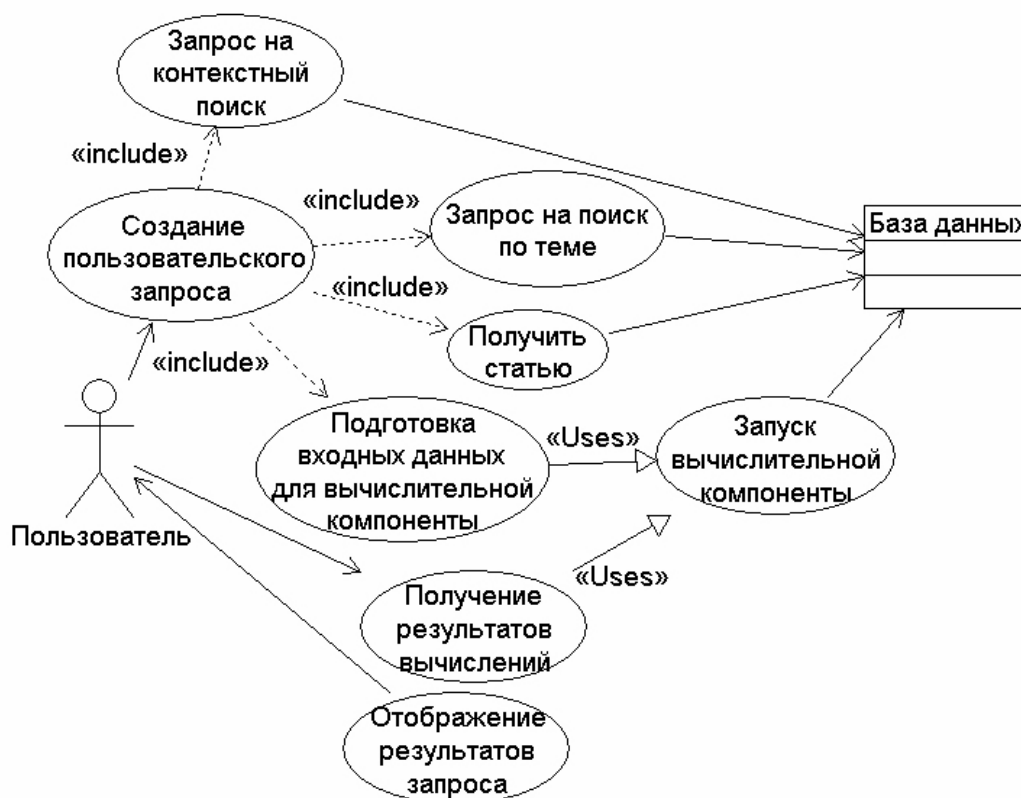 Запрос на
контекстный
поиск
«include»
Создание
пользовательского
запроса
«include»
Запрос на поиск
по теме
База данных
«include»
Получить
статью
«include»
Пользователь
Подготовка
входных данных
для вычислительной
компоненты
«Uses»
Запуск
вычислительной
компоненты
«Uses»
Получение
результатов
вычислений
Отображение
результатов
запроса